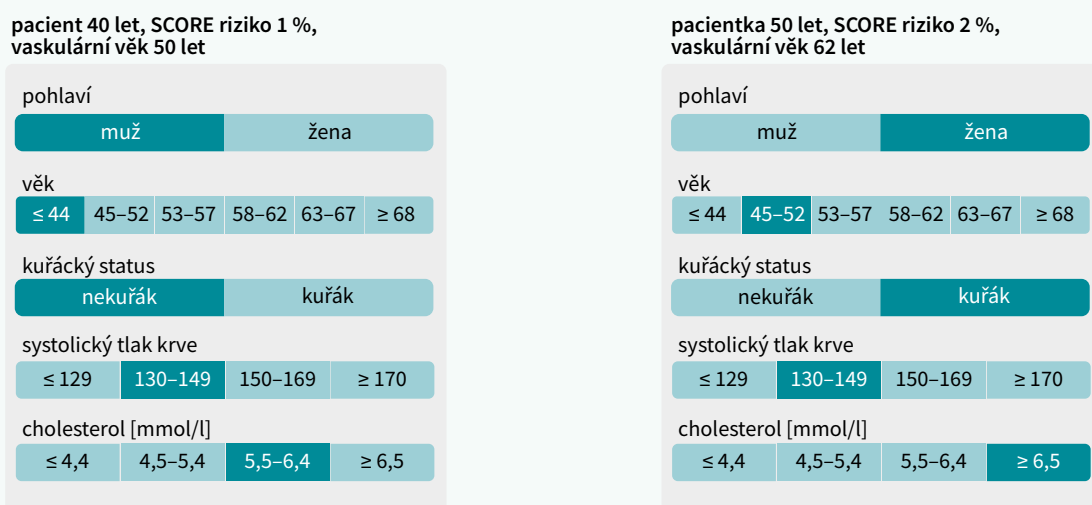 pacient 40 let, SCORE riziko 1 %,
vaskulární věk 50 let
pohlaví
muž žena
věk
≤ 44 45–52 53–57 58–62 63–67 ≥ 68
kuřácký status
nekuřák kuřák
systolický tlak krve
≤ 129 130–149 150–169 ≥ 170
cholesterol [mmol/l]
≤ 4,4 4,5–5,4 5,5–6,4 ≥ 6,5
pacientka 50 let, SCORE riziko 2 %,
vaskulární věk 62 let
pohlaví
muž žena
věk
≤ 44 45–52 53–57 58–62 63–67 ≥ 68
kuřácký status
nekuřák kuřák
systolický tlak krve
≤ 129 130–149 150–169 ≥ 170
cholesterol [mmol/l]
≤ 4,4 4,5–5,4 5,5–6,4 ≥ 6,5